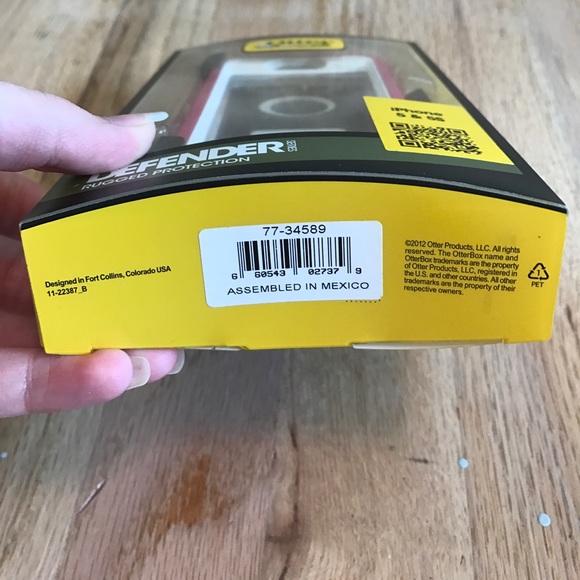 Otter
iPhone
5 & 5S
DEFENDER SERIES
RUGGED PROTECTION
77-34589
6 60543 02737 9
ASSEMBLED IN MEXICO
Designed in Fort Collins, Colorado USA
11-22387_B
©2012 Otter Products, LLC. All rights
reserved. The OtterBox name and
OtterBox trademarks are the property
of Otter Products, LLC, registered in
the U.S. and other countries. All other
trademarks are the property of their
respective owners.
1
PET